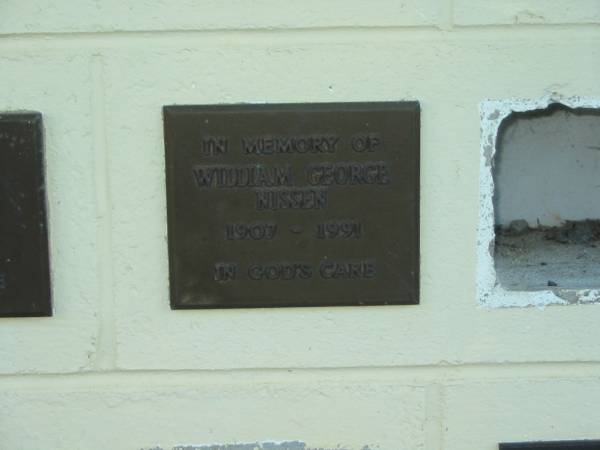 IN MEMORY OF
WILLIAM GEORGE
NISSEN
1907 - 1991
IN GOD'S CARE